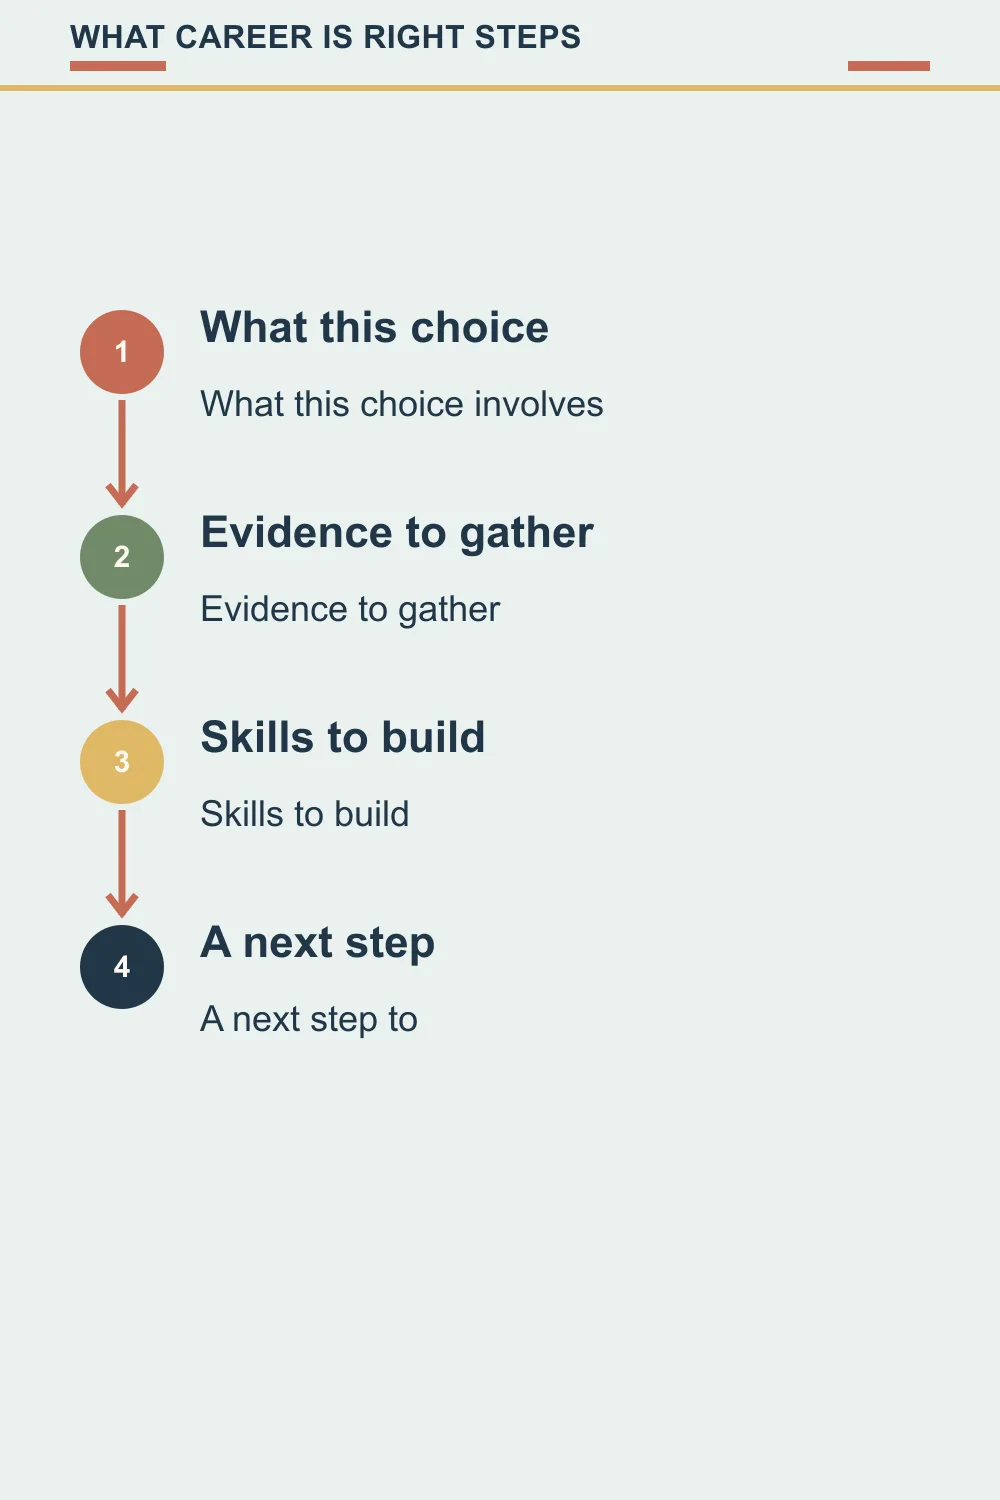 WHAT CAREER IS RIGHT STEPS
1
What this choice
What this choice involves
2
Evidence to gather
Evidence to gather
3
Skills to build
Skills to build
4
A next step
A next step to